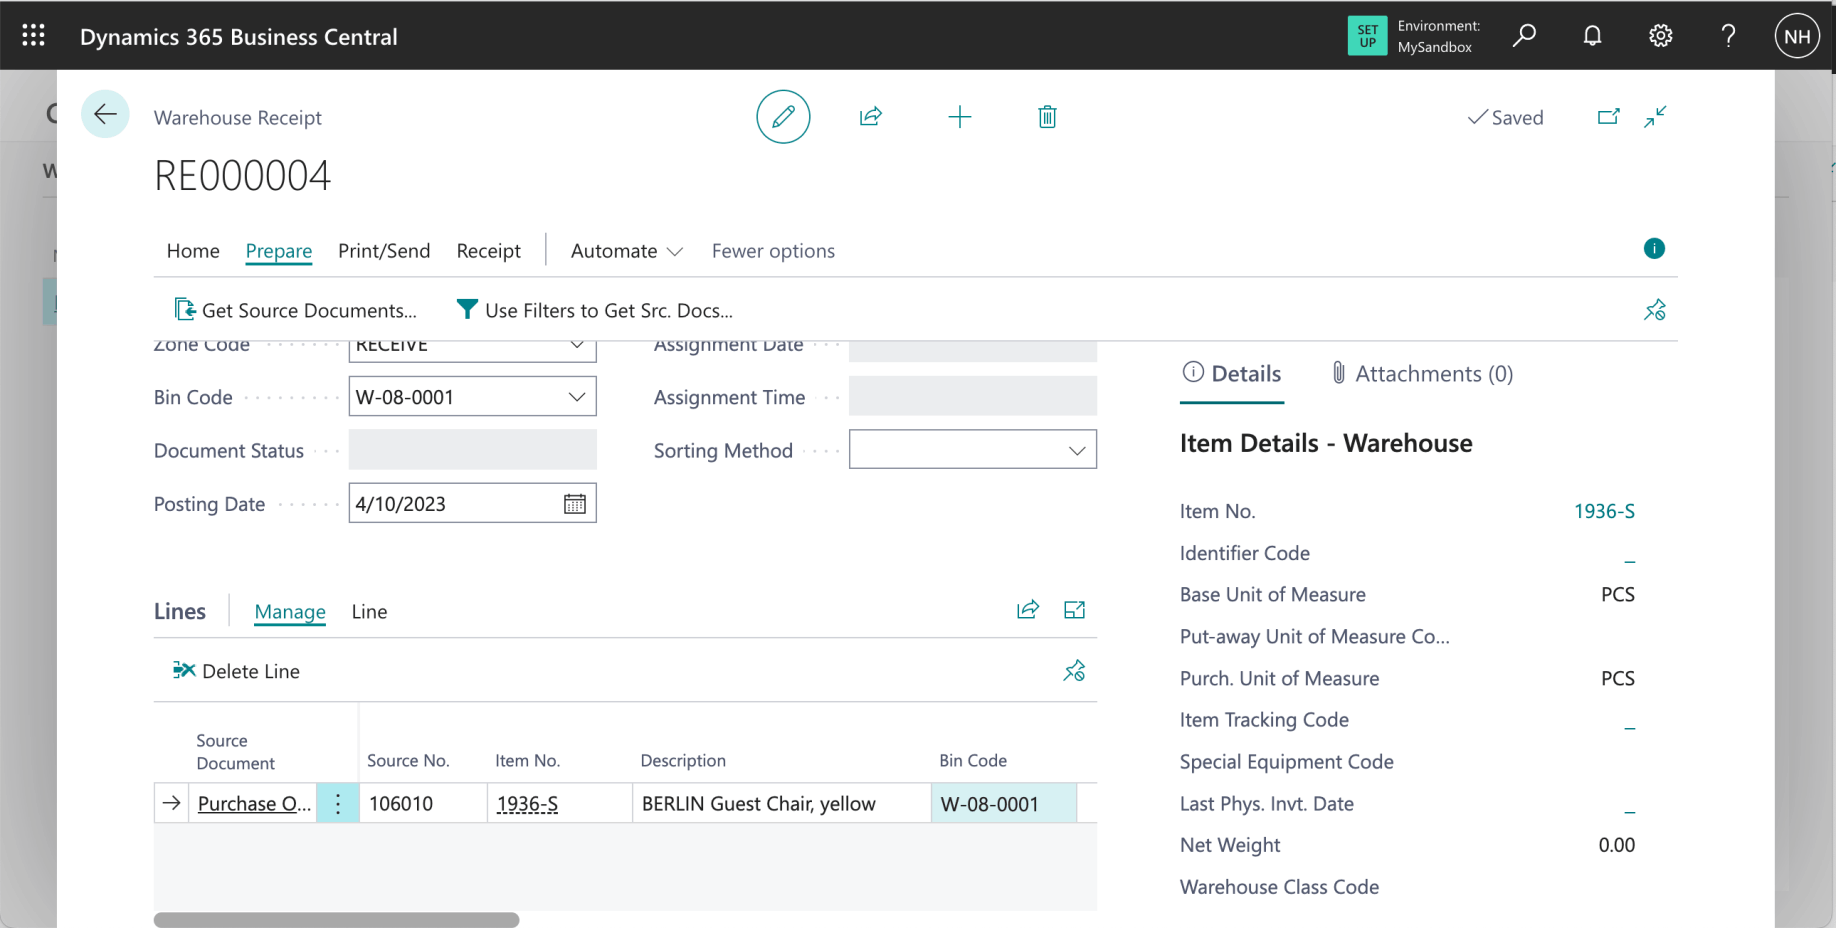 Dynamics 365 Business Central
SET UP
Environment:
MySandbox
NH
Warehouse Receipt
Saved
RE000004
Home
Prepare
Print/Send
Receipt
Automate
Fewer options
Get Source Documents...
Use Filters to Get Src. Docs...
Zone Code
RECEIVE
Assignment Date
Bin Code
W-08-0001
Assignment Time
Document Status
Sorting Method
Posting Date
4/10/2023
Details
Attachments (0)
Item Details - Warehouse
Item No.
1936-S
Identifier Code
_
Base Unit of Measure
PCS
Put-away Unit of Measure Co...
Purch. Unit of Measure
PCS
Item Tracking Code
_
Special Equipment Code
Last Phys. Invt. Date
_
Net Weight
0.00
Warehouse Class Code
Lines
Manage
Line
Delete Line
Source
Document
Source No.
Item No.
Description
Bin Code
Purchase O...
106010
1936-S
BERLIN Guest Chair, yellow
W-08-0001